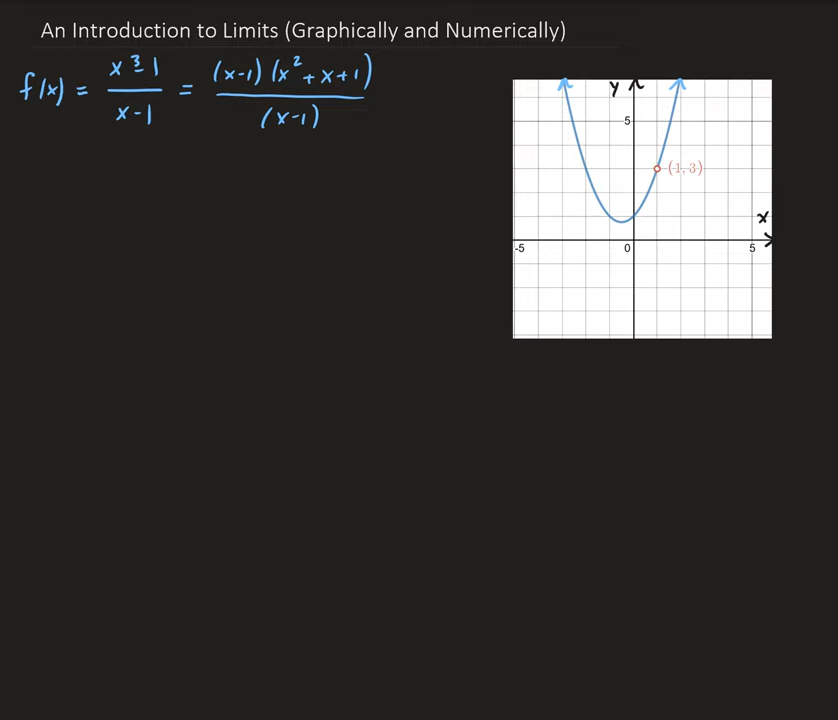 An Introduction to Limits (Graphically and Numerically)
f(x) = x³-1 / x-1 = (x-1)(x²+x+1) / (x-1)
y
5
(1, 3)
x
-5 0 5